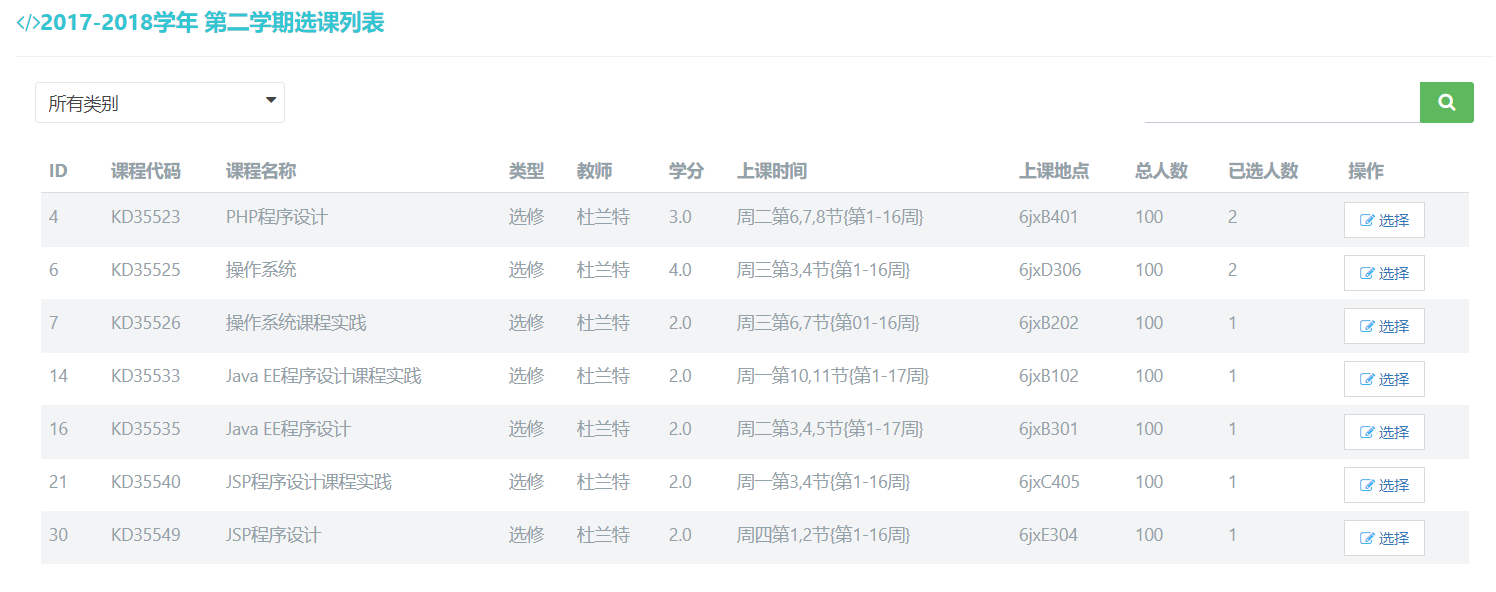 </>2017-2018学年 第二学期选课列表
所有类别
ID 课程代码 课程名称 类型 教师 学分 上课时间 上课地点 总人数 已选人数 操作
4 KD35523 PHP程序设计 选修 杜兰特 3.0 周二第6,7,8节{第1-16周} 6jxB401 100 2 选择
6 KD35525 操作系统 选修 杜兰特 4.0 周三第3,4节{第1-16周} 6jxD306 100 2 选择
7 KD35526 操作系统课程实践 选修 杜兰特 2.0 周三第6,7节{第01-16周} 6jxB202 100 1 选择
14 KD35533 Java EE程序设计课程实践 选修 杜兰特 2.0 周一第10,11节{第1-17周} 6jxB102 100 1 选择
16 KD35535 Java EE程序设计 选修 杜兰特 2.0 周二第3,4,5节{第1-17周} 6jxB301 100 1 选择
21 KD35540 JSP程序设计课程实践 选修 杜兰特 2.0 周一第3,4节{第1-16周} 6jxC405 100 1 选择
30 KD35549 JSP程序设计 选修 杜兰特 2.0 周四第1,2节{第1-16周} 6jxE304 100 1 选择